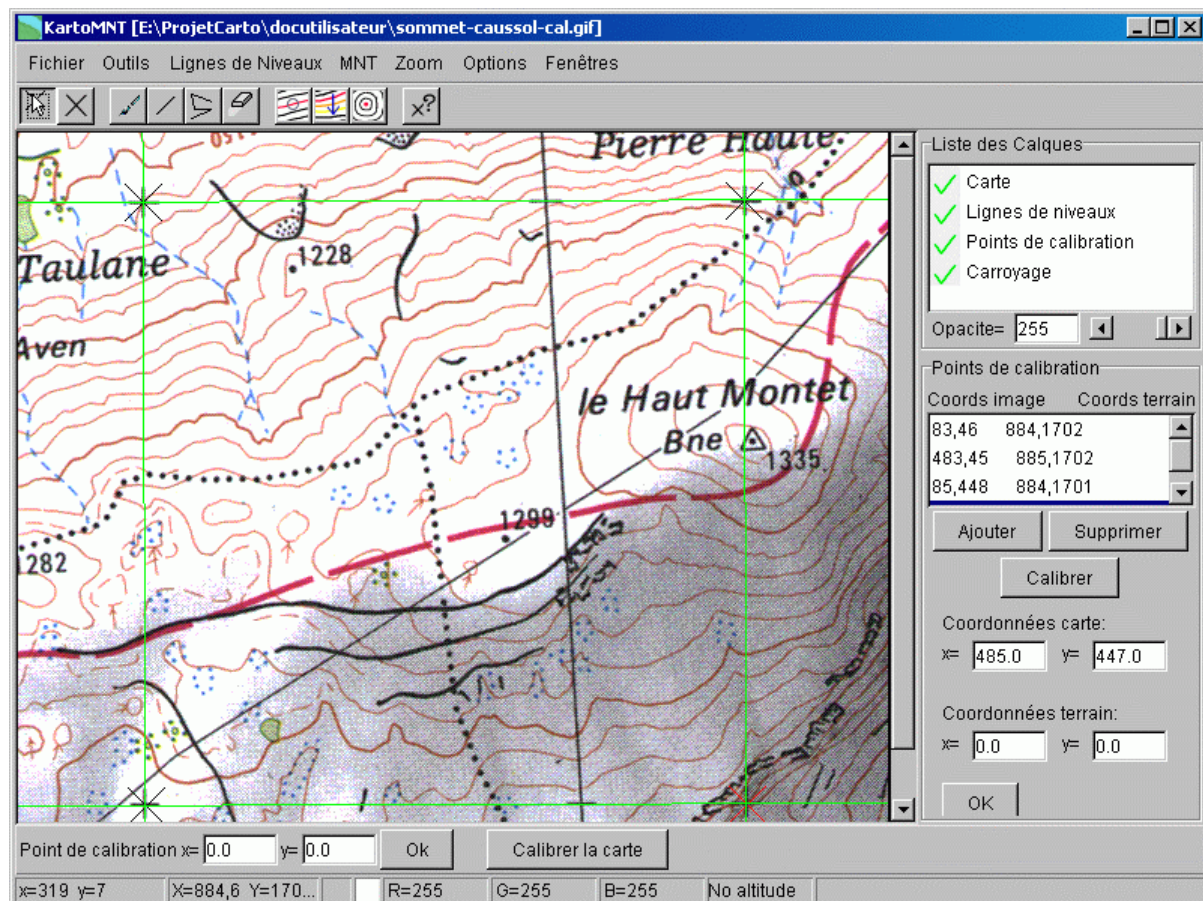 KartoMNT [E:\ProjetCarto\docutilisateur\sommet-caussol-cal.gif]
Fichier Outils Lignes de Niveaux MNT Zoom Options Fenêtres
x?
Pierre Haute
Taulane
1228
Aven
le Haut Montet
Bne
1335.
1299
1282
Liste des Calques
Carte
Lignes de niveaux
Points de calibration
Carroyage
Opacite= 255
Points de calibration
Coords image Coords terrain
83,46 884,1702
483,45 885,1702
85,448 884,1701
Ajouter Supprimer
Calibrer
Coordonnées carte:
x= 485.0 y= 447.0
Coordonnées terrain:
x= 0.0 y= 0.0
OK
Point de calibration x= 0.0 y= 0.0 Ok Calibrer la carte
x=319 y=7 X=884,6 Y=170... R=255 G=255 B=255 No altitude